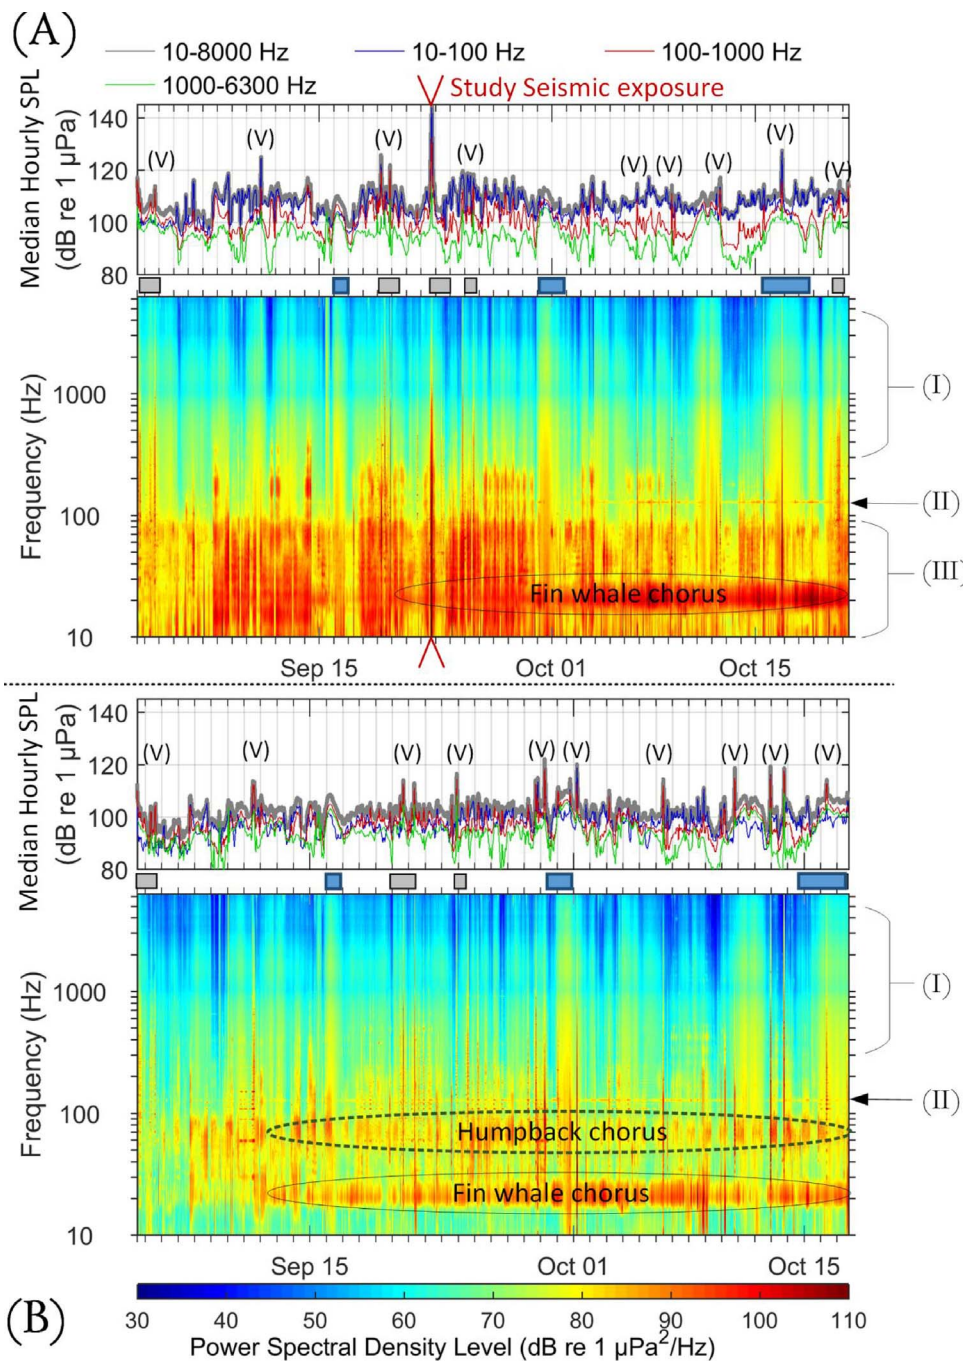 (A)
10-8000 Hz 10-100 Hz 100-1000 Hz
1000-6300 Hz
Study Seismic exposure
Median Hourly SPL
(dB re 1 µPa)
140
120
100
80
(V) (V) (V) (V) (V) (V) (V) (V) (V)
Frequency (Hz)
1000
100
10
(I)
(II)
(III)
Fin whale chorus
Sep 15 Oct 01 Oct 15
Median Hourly SPL
(dB re 1 µPa)
140
120
100
80
(V) (V) (V) (V) (V) (V) (V) (V) (V) (V)
Frequency (Hz)
1000
100
10
(I)
(II)
Humpback chorus
Fin whale chorus
Sep 15 Oct 01 Oct 15
(B)
30 40 50 60 70 80 90 100 110
Power Spectral Density Level (dB re 1 µPa²/Hz)